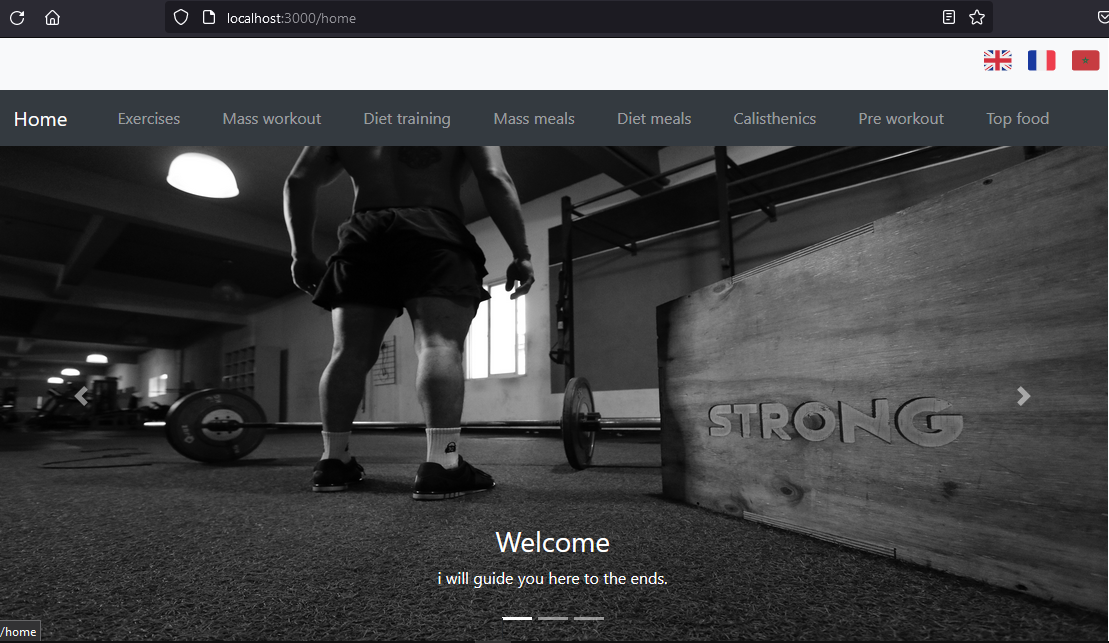 localhost:3000/home
Home Exercises Mass workout Diet training Mass meals Diet meals Calisthenics Pre workout Top food
STRONG
Welcome
i will guide you here to the ends.
/home